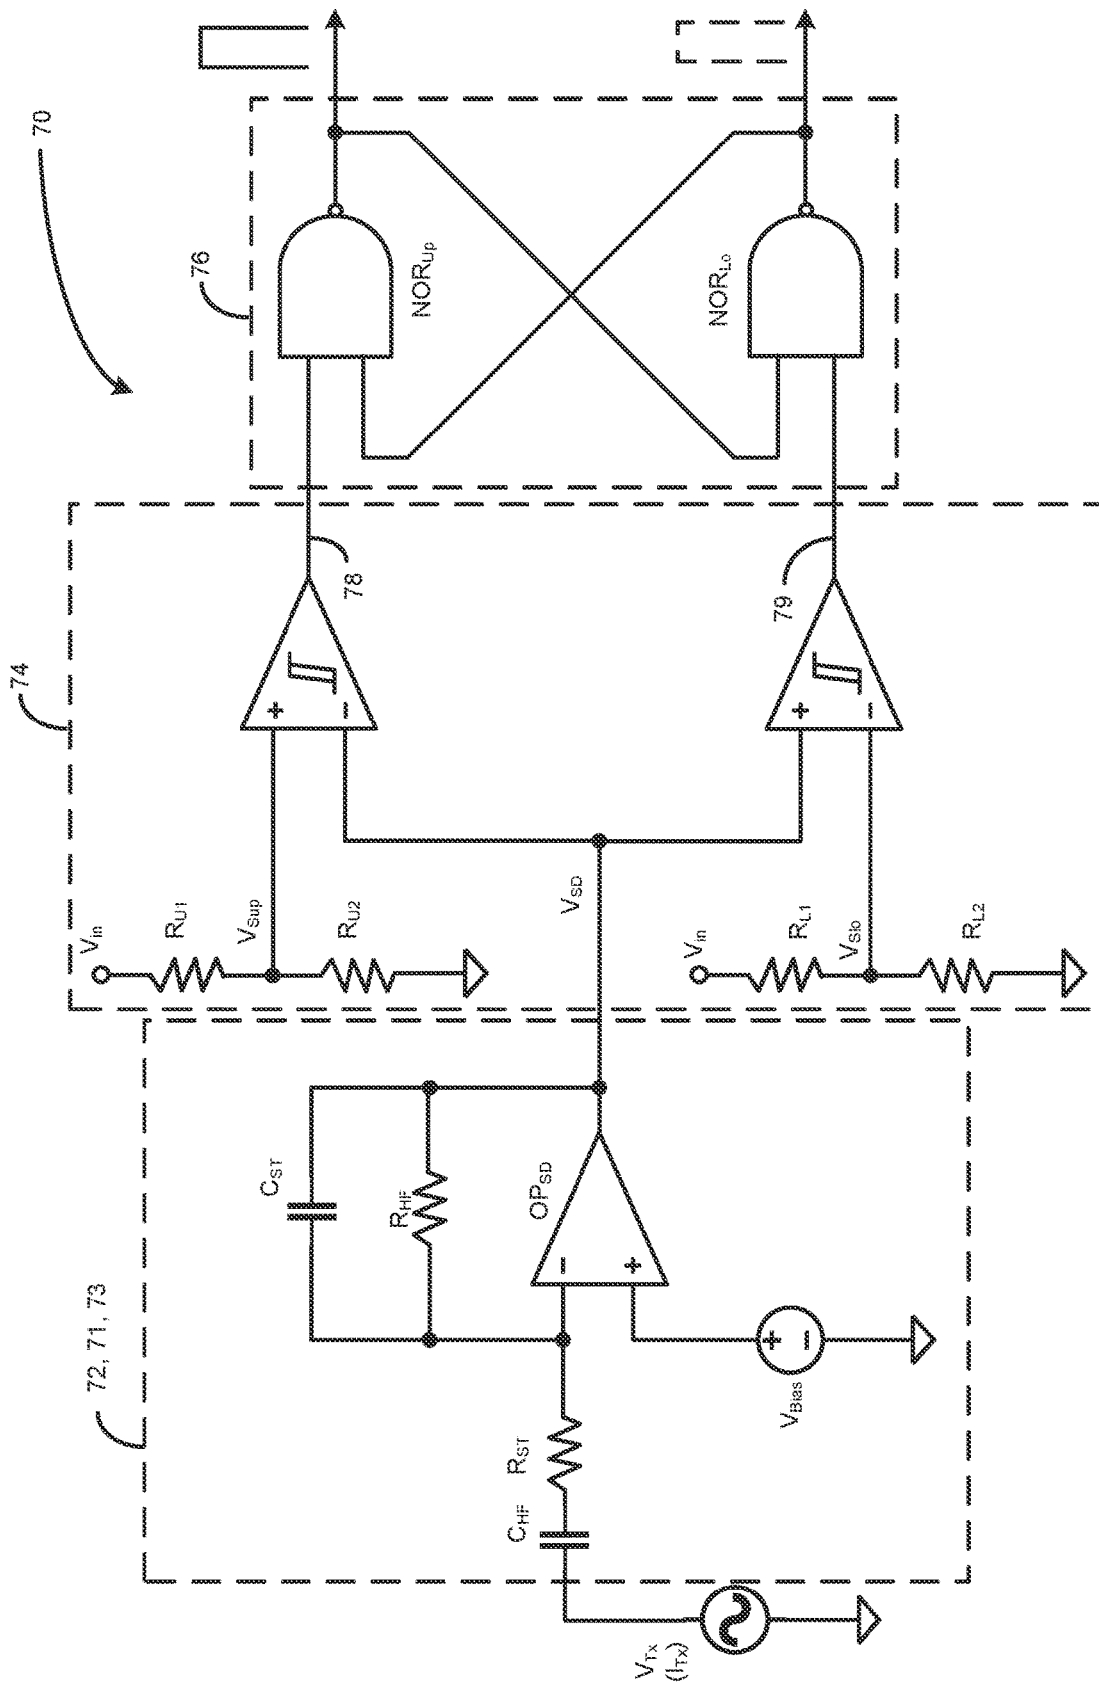 70
76
NORUp
NORLo
74
78
79
+
−
+
−
Vin
RU1
VSup
RU2
VSD
Vin
RL1
VSlo
RL2
72, 71, 73
CST
RHF
OPSD
−
+
CHF
RST
VBias
+
−
VTx
(ITx)